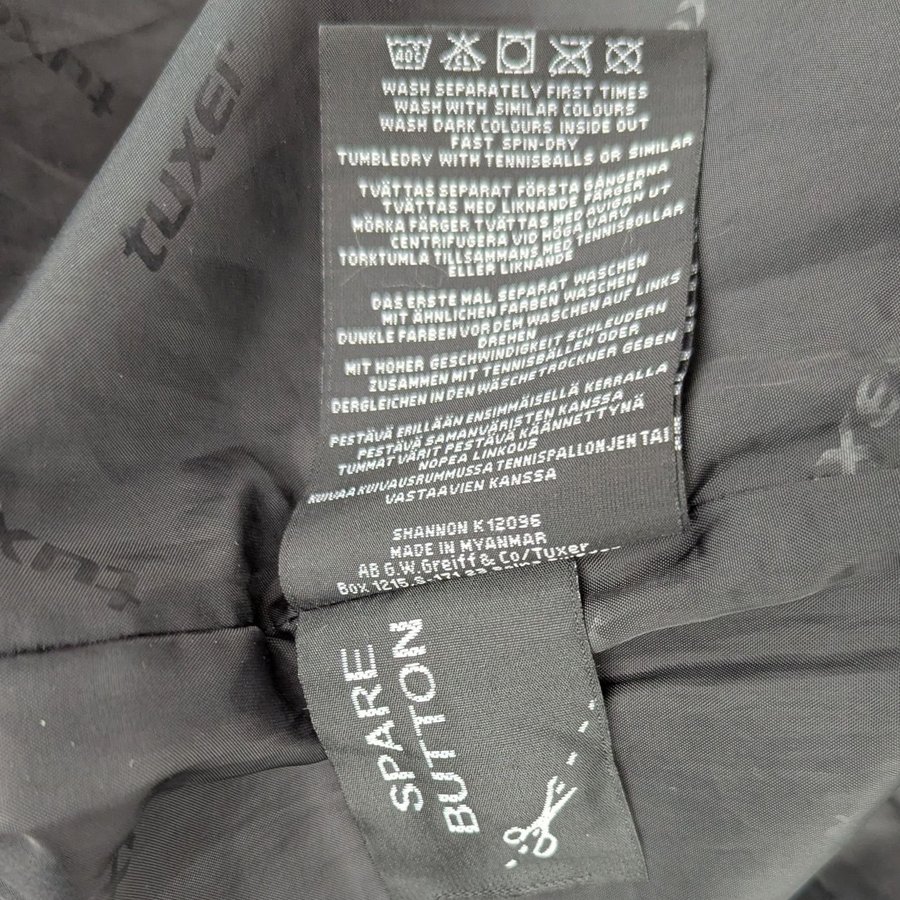 40C
CL
WASH SEPARATELY FIRST TIMES
WASH WITH SIMILAR COLOURS
WASH DARK COLOURS INSIDE OUT
FAST SPIN-DRY
TUMBLEDRY WITH TENNISBALLS OR SIMILAR
TVÄTTAS SEPARAT FÖRSTA GÅNGERNA
TVÄTTAS MED LIKNANDE FÄRGER
MÖRKA FÄRGER TVÄTTAS MED AVIGAN UT
CENTRIFUGERA VID HÖGA VARV
TORKTUMLA TILLSAMMANS MED TENNISBOLLAR
ELLER LIKNANDE
DAS ERSTE MAL SEPARAT WASCHEN
MIT ÄHNLICHEN FARBEN WASCHEN
DUNKLE FARBEN VOR DEM WASCHEN AUF LINKS
DREHEN
MIT HOHER GESCHWINDIGKEIT SCHLEUDERN
ZUSAMMEN MIT TENNISBÄLLEN ODER
DERGLEICHEN IN DEN WÄSCHETROCKNER GEBEN
PESTÄVÄ ERILLÄÄN ENSIMMÄISELLÄ KERRALLA
PESTÄVÄ SAMANVÄRISTEN KANSSA
TUMMAT VÄRIT PESTÄVÄ KÄÄNNETTYNÄ
NOPEA LINKOUS
KUIVAA KUIVAUSRUMMUSSA TENNISPALLONJEN TAI
VASTAAVIEN KANSSA
SHANNON K 12096
MADE IN MYANMAR
AB G.W.Greiff & Co/Tuxer
Box 1215,
SPARE
BUTTON
tuxer